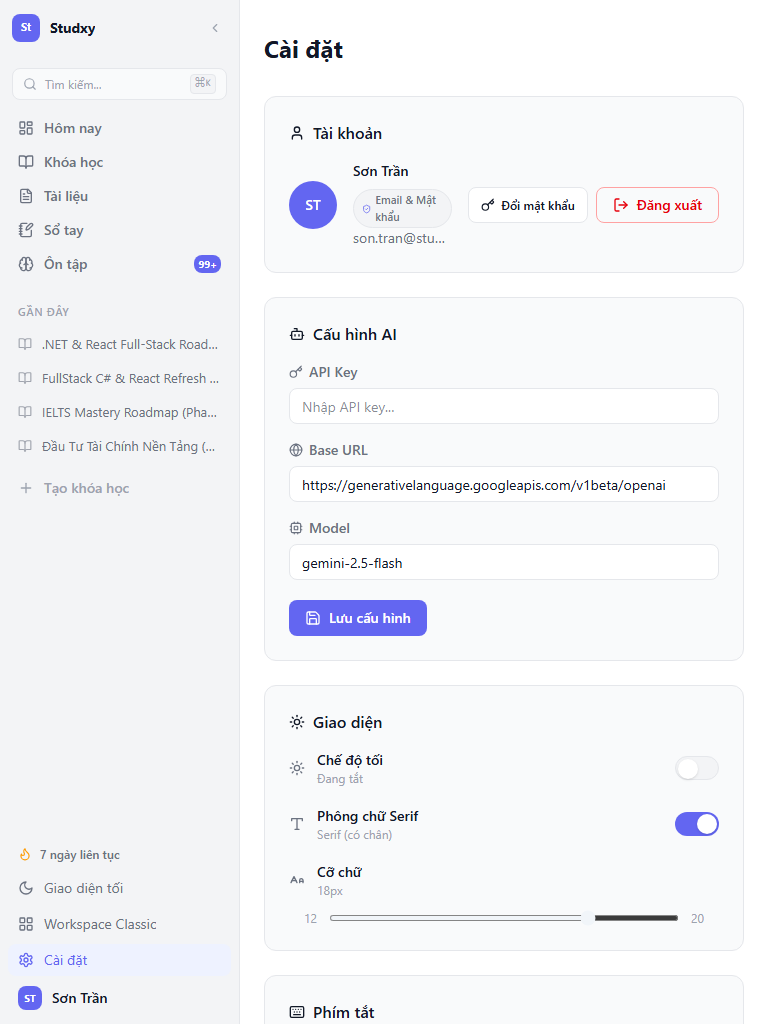 St Studxy
Tìm kiếm... ⌘K
Hôm nay
Khóa học
Tài liệu
Sổ tay
Ôn tập 99+
GẦN ĐÂY
.NET & React Full-Stack Road...
FullStack C# & React Refresh ...
IELTS Mastery Roadmap (Pha...
Đầu Tư Tài Chính Nền Tảng (...
Tạo khóa học
7 ngày liên tục
Giao diện tối
Workspace Classic
Cài đặt
ST Sơn Trần
Cài đặt
Tài khoản
ST
Sơn Trần
Email & Mật
khẩu
son.tran@stu...
Đổi mật khẩu
Đăng xuất
Cấu hình AI
API Key
Nhập API key...
Base URL
https://generativelanguage.googleapis.com/v1beta/openai
Model
gemini-2.5-flash
Lưu cấu hình
Giao diện
Chế độ tối
Đang tắt
Phông chữ Serif
Serif (có chân)
Cỡ chữ
18px
12 20
Phím tắt